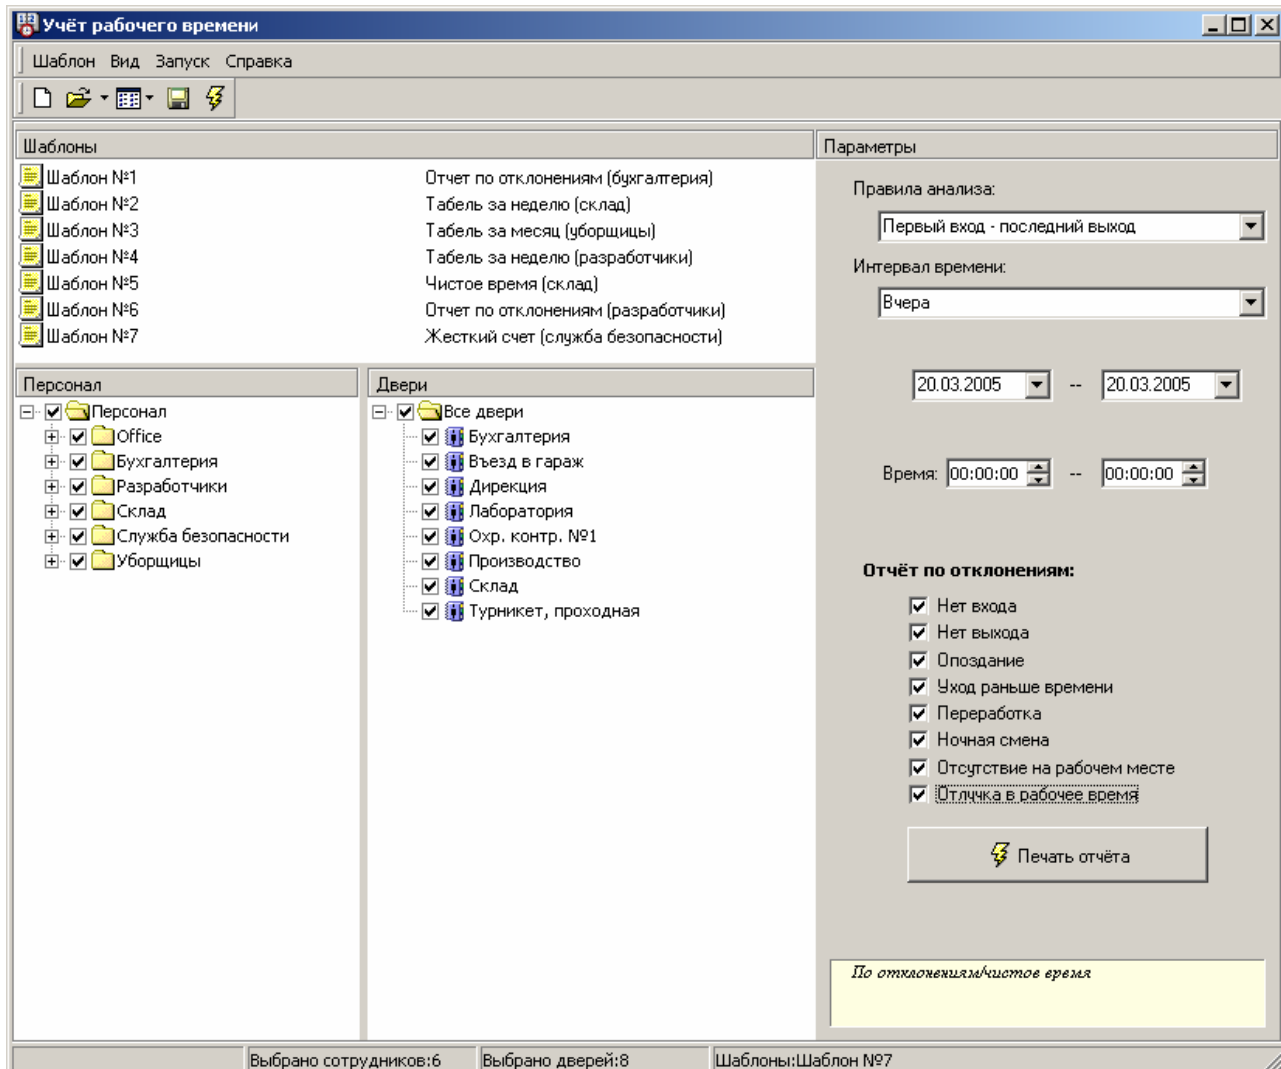 Учёт рабочего времени
Шаблон Вид Запуск Справка
Шаблоны
Шаблон №1 Отчет по отклонениям (бухгалтерия)
Шаблон №2 Табель за неделю (склад)
Шаблон №3 Табель за месяц (уборщицы)
Шаблон №4 Табель за неделю (разработчики)
Шаблон №5 Чистое время (склад)
Шаблон №6 Отчет по отклонениям (разработчики)
Шаблон №7 Жесткий счет (служба безопасности)
Персонал
Персонал
Office
Бухгалтерия
Разработчики
Склад
Служба безопасности
Уборщицы
Двери
Все двери
Бухгалтерия
Въезд в гараж
Дирекция
Лаборатория
Охр. контр. №1
Производство
Склад
Турникет, проходная
Параметры
Правила анализа:
Первый вход - последний выход
Интервал времени:
Вчера
20.03.2005 -- 20.03.2005
Время: 00:00:00 -- 00:00:00
Отчёт по отклонениям:
Нет входа
Нет выхода
Опоздание
Уход раньше времени
Переработка
Ночная смена
Отсутствие на рабочем месте
Отлучка в рабочее время
Печать отчёта
По отклонениям/чистое время
Выбрано сотрудников:6 Выбрано дверей:8 Шаблоны:Шаблон №7